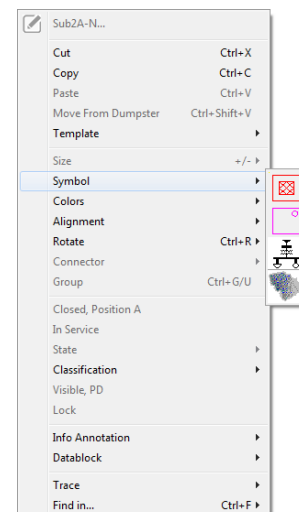 Sub2A-N...
Cut Ctrl+X
Copy Ctrl+C
Paste Ctrl+V
Move From Dumpster Ctrl+Shift+V
Template
Size +/-
Symbol
Colors
Alignment
Rotate Ctrl+R
Connector
Group Ctrl+G/U
Closed, Position A
In Service
State
Classification
Visible, PD
Lock
Info Annotation
Datablock
Trace
Find in... Ctrl+F